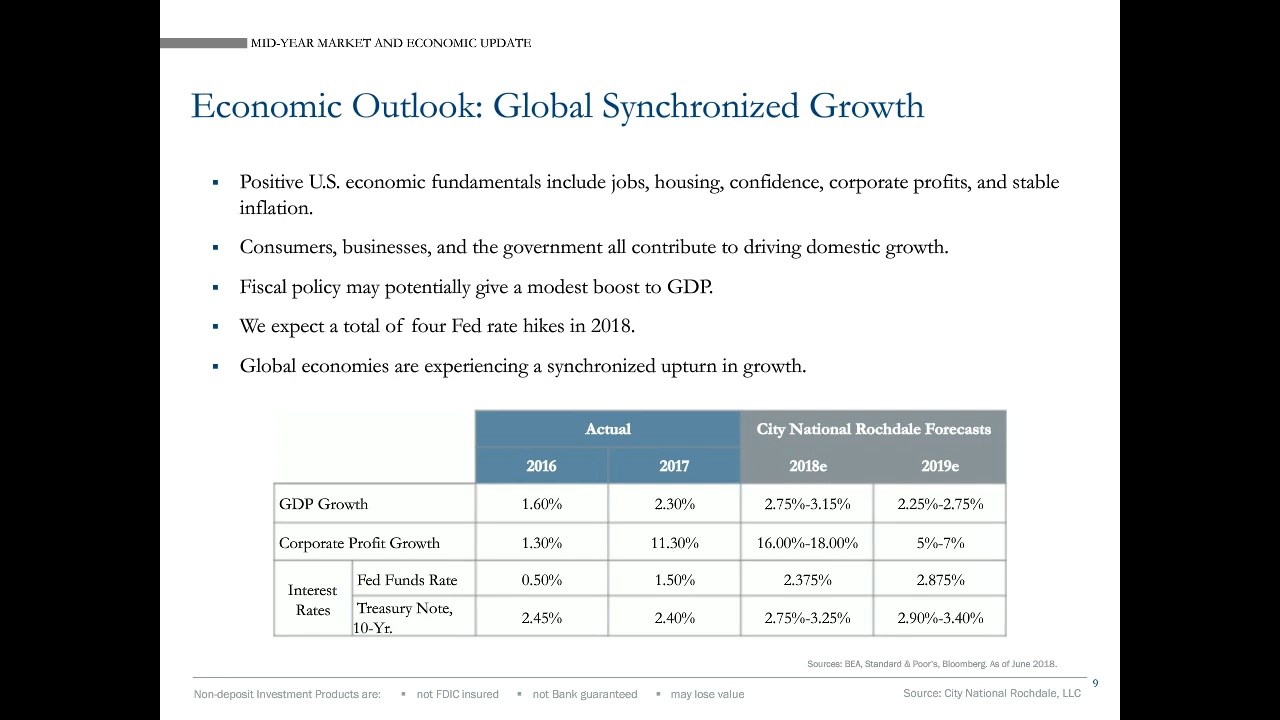 MID-YEAR MARKET AND ECONOMIC UPDATE
Economic Outlook: Global Synchronized Growth
▪ Positive U.S. economic fundamentals include jobs, housing, confidence, corporate profits, and stable
inflation.
▪ Consumers, businesses, and the government all contribute to driving domestic growth.
▪ Fiscal policy may potentially give a modest boost to GDP.
▪ We expect a total of four Fed rate hikes in 2018.
▪ Global economies are experiencing a synchronized upturn in growth.
Actual City National Rochdale Forecasts
2016 2017 2018e 2019e
GDP Growth 1.60% 2.30% 2.75%-3.15% 2.25%-2.75%
Corporate Profit Growth 1.30% 11.30% 16.00%-18.00% 5%-7%
Interest
Rates
Fed Funds Rate 0.50% 1.50% 2.375% 2.875%
Treasury Note,
10-Yr.
2.45% 2.40% 2.75%-3.25% 2.90%-3.40%
Sources: BEA, Standard & Poor's, Bloomberg. As of June 2018.
Non-deposit Investment Products are: ▪ not FDIC insured ▪ not Bank guaranteed ▪ may lose value
Source: City National Rochdale, LLC
9